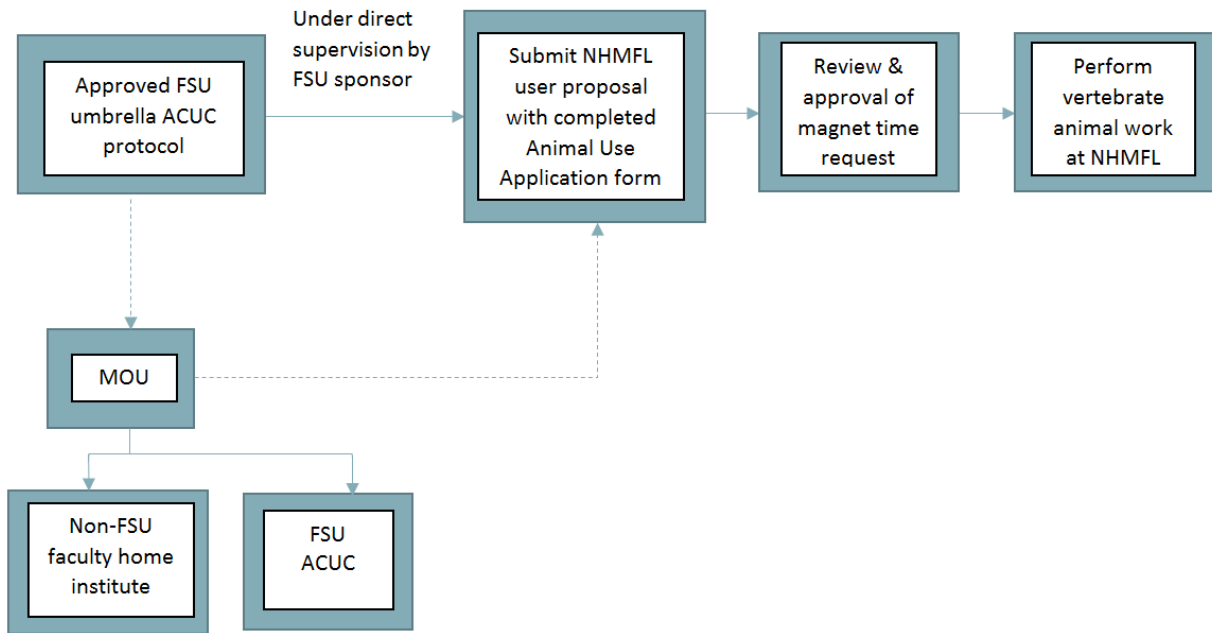 Approved FSU
umbrella ACUC
protocol
Under direct
supervision by
FSU sponsor
Submit NHMFL
user proposal
with completed
Animal Use
Application form
Review &
approval of
magnet time
request
Perform
vertebrate
animal work
at NHMFL
MOU
Non-FSU
faculty home
institute
FSU
ACUC